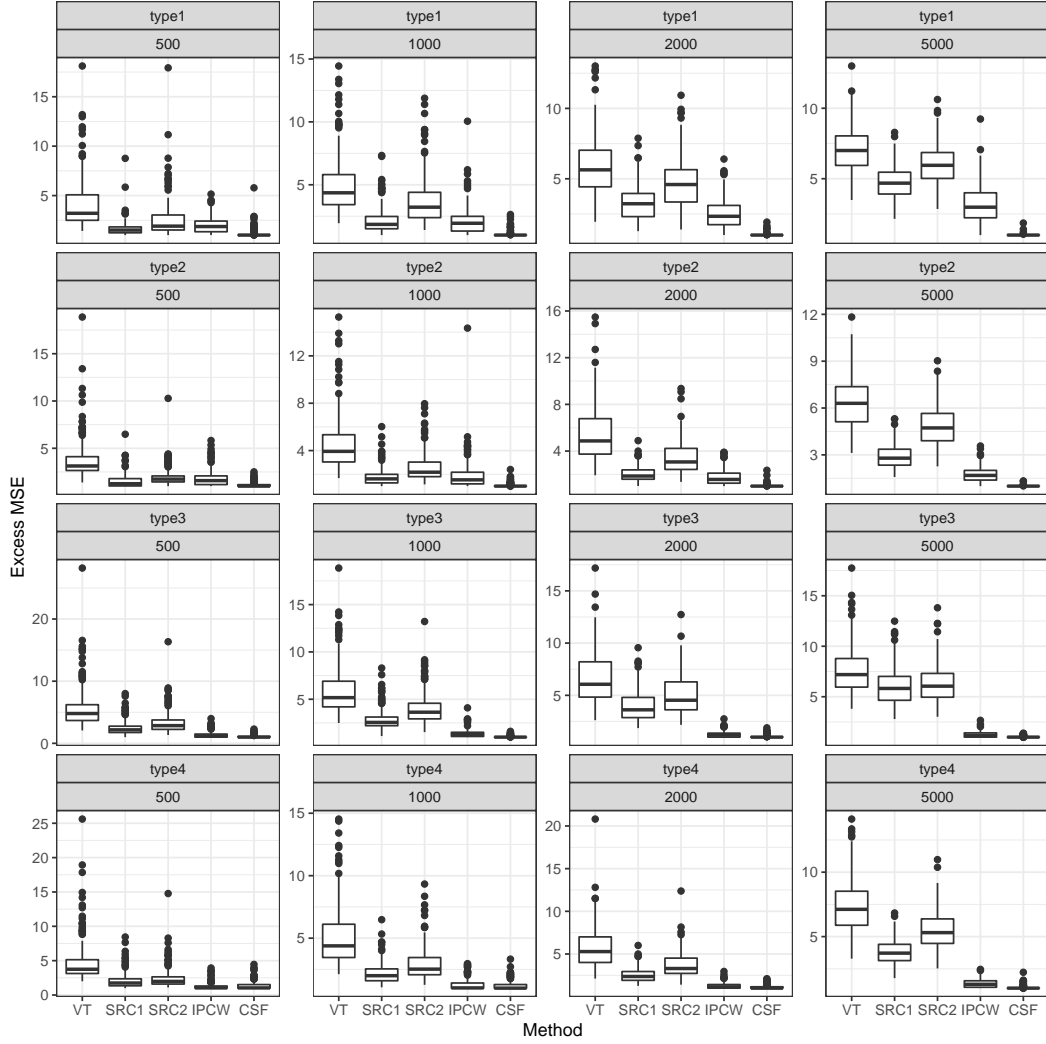 type1 type1 type1 type1
500 1000 2000 5000
15 10 5
15 10 5
10 5
10 5
type2 type2 type2 type2
500 1000 2000 5000
15 10 5
12 8 4
16 12 8 4
12 9 6 3
Excess MSE
type3 type3 type3 type3
500 1000 2000 5000
20 10 0
15 10 5
15 10 5
15 10 5
type4 type4 type4 type4
500 1000 2000 5000
25 20 15 10 5 0
15 10 5
20 15 10 5 0
10 5
VT SRC1 SRC2 IPCW CSF VT SRC1 SRC2 IPCW CSF VT SRC1 SRC2 IPCW CSF VT SRC1 SRC2 IPCW CSF
Method